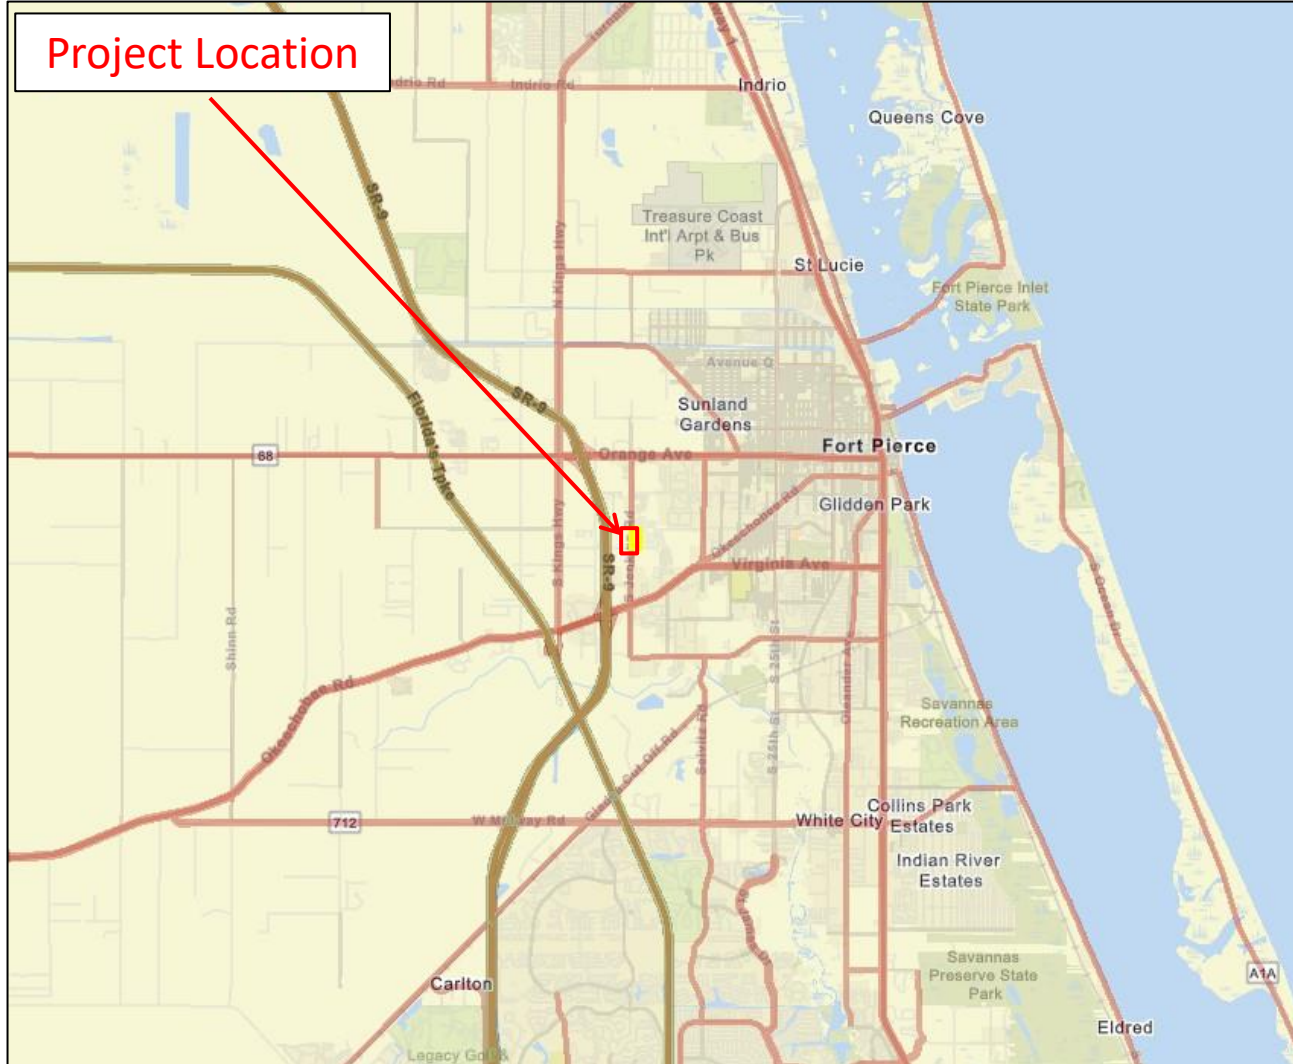 Project Location
Indrio Rd
Indrio
Queens Cove
SR-9
Treasure Coast
Int'l Arpt & Bus
Pk
N Kings Hwy
St Lucie
Fort Pierce Inlet
State Park
Avenue Q
SR-9
Florida's Tpke
Sunland
Gardens
Fort Pierce
68
Orange Ave
Glidden Park
Okeechobee Rd
S Kings Hwy
SR-9
Virginia Ave
S Ocean Dr
Shinn Rd
S 25th St
Oleander Ave
Okeechobee Rd
Savannas
Recreation Area
Selvitz Rd
S 25th St
Glades Cut Off Rd
712
W Midway Rd
White City
Collins Park
Estates
Indian River
Estates
Carlton
Savannas
Preserve State
Park
A1A
Eldred
Legacy Golf &